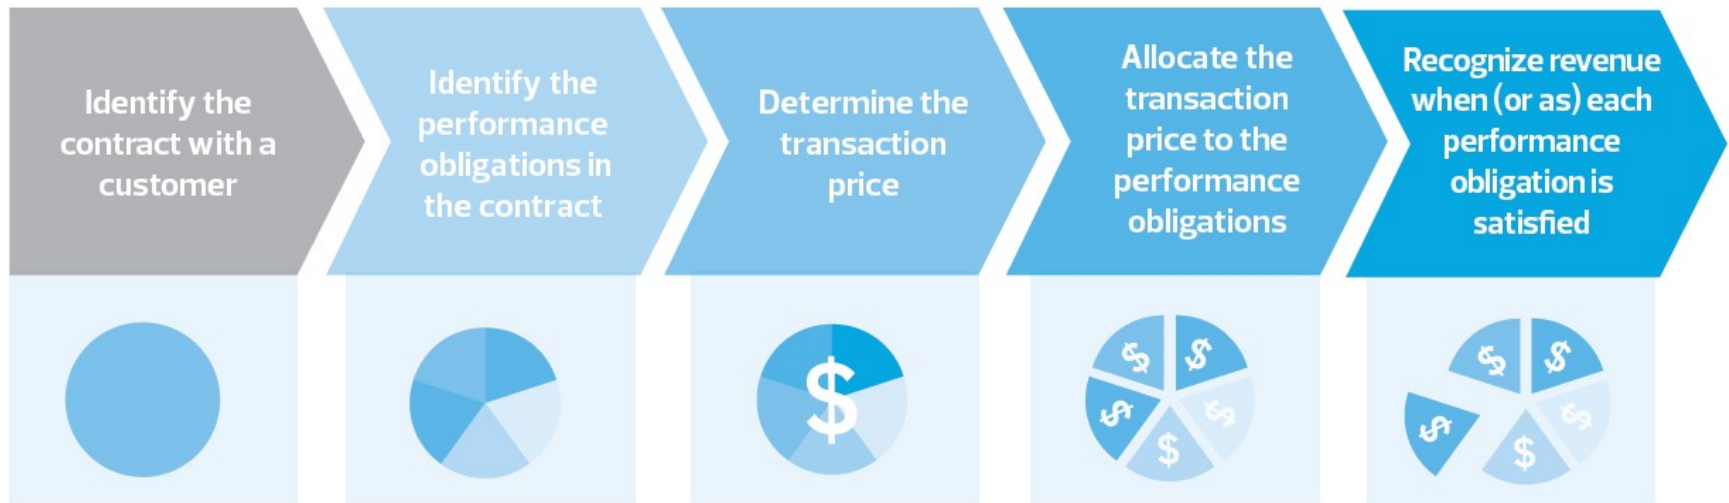 Identify the
contract with a
customer
Identify the
performance
obligations in
the contract
Determine the
transaction
price
Allocate the
transaction
price to the
performance
obligations
Recognize revenue
when (or as) each
performance
obligation is
satisfied
$
$
$
$
$
$
$
$
$
$
$